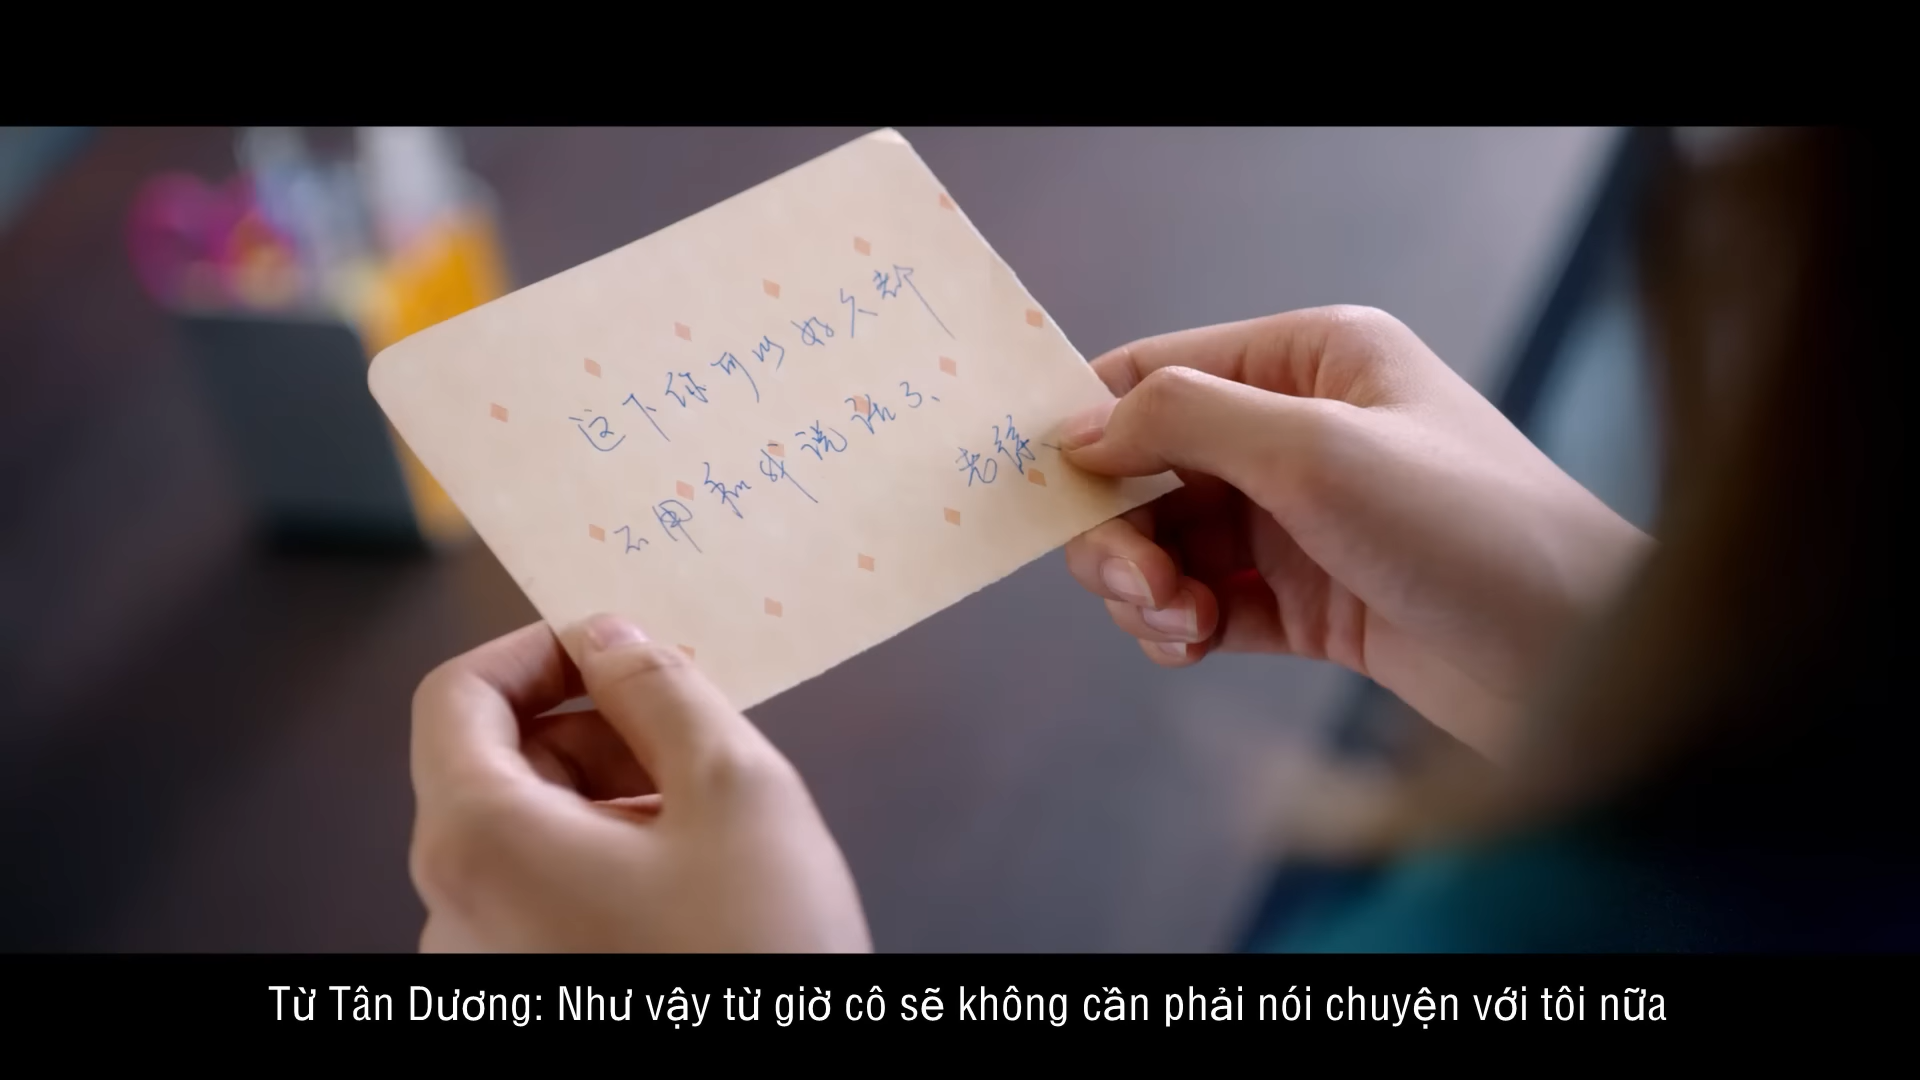 这下你可以好久都
不用和我说话了、
老徐、
Từ Tân Dương: Như vậy từ giờ cô sẽ không cần phải nói chuyện với tôi nữa